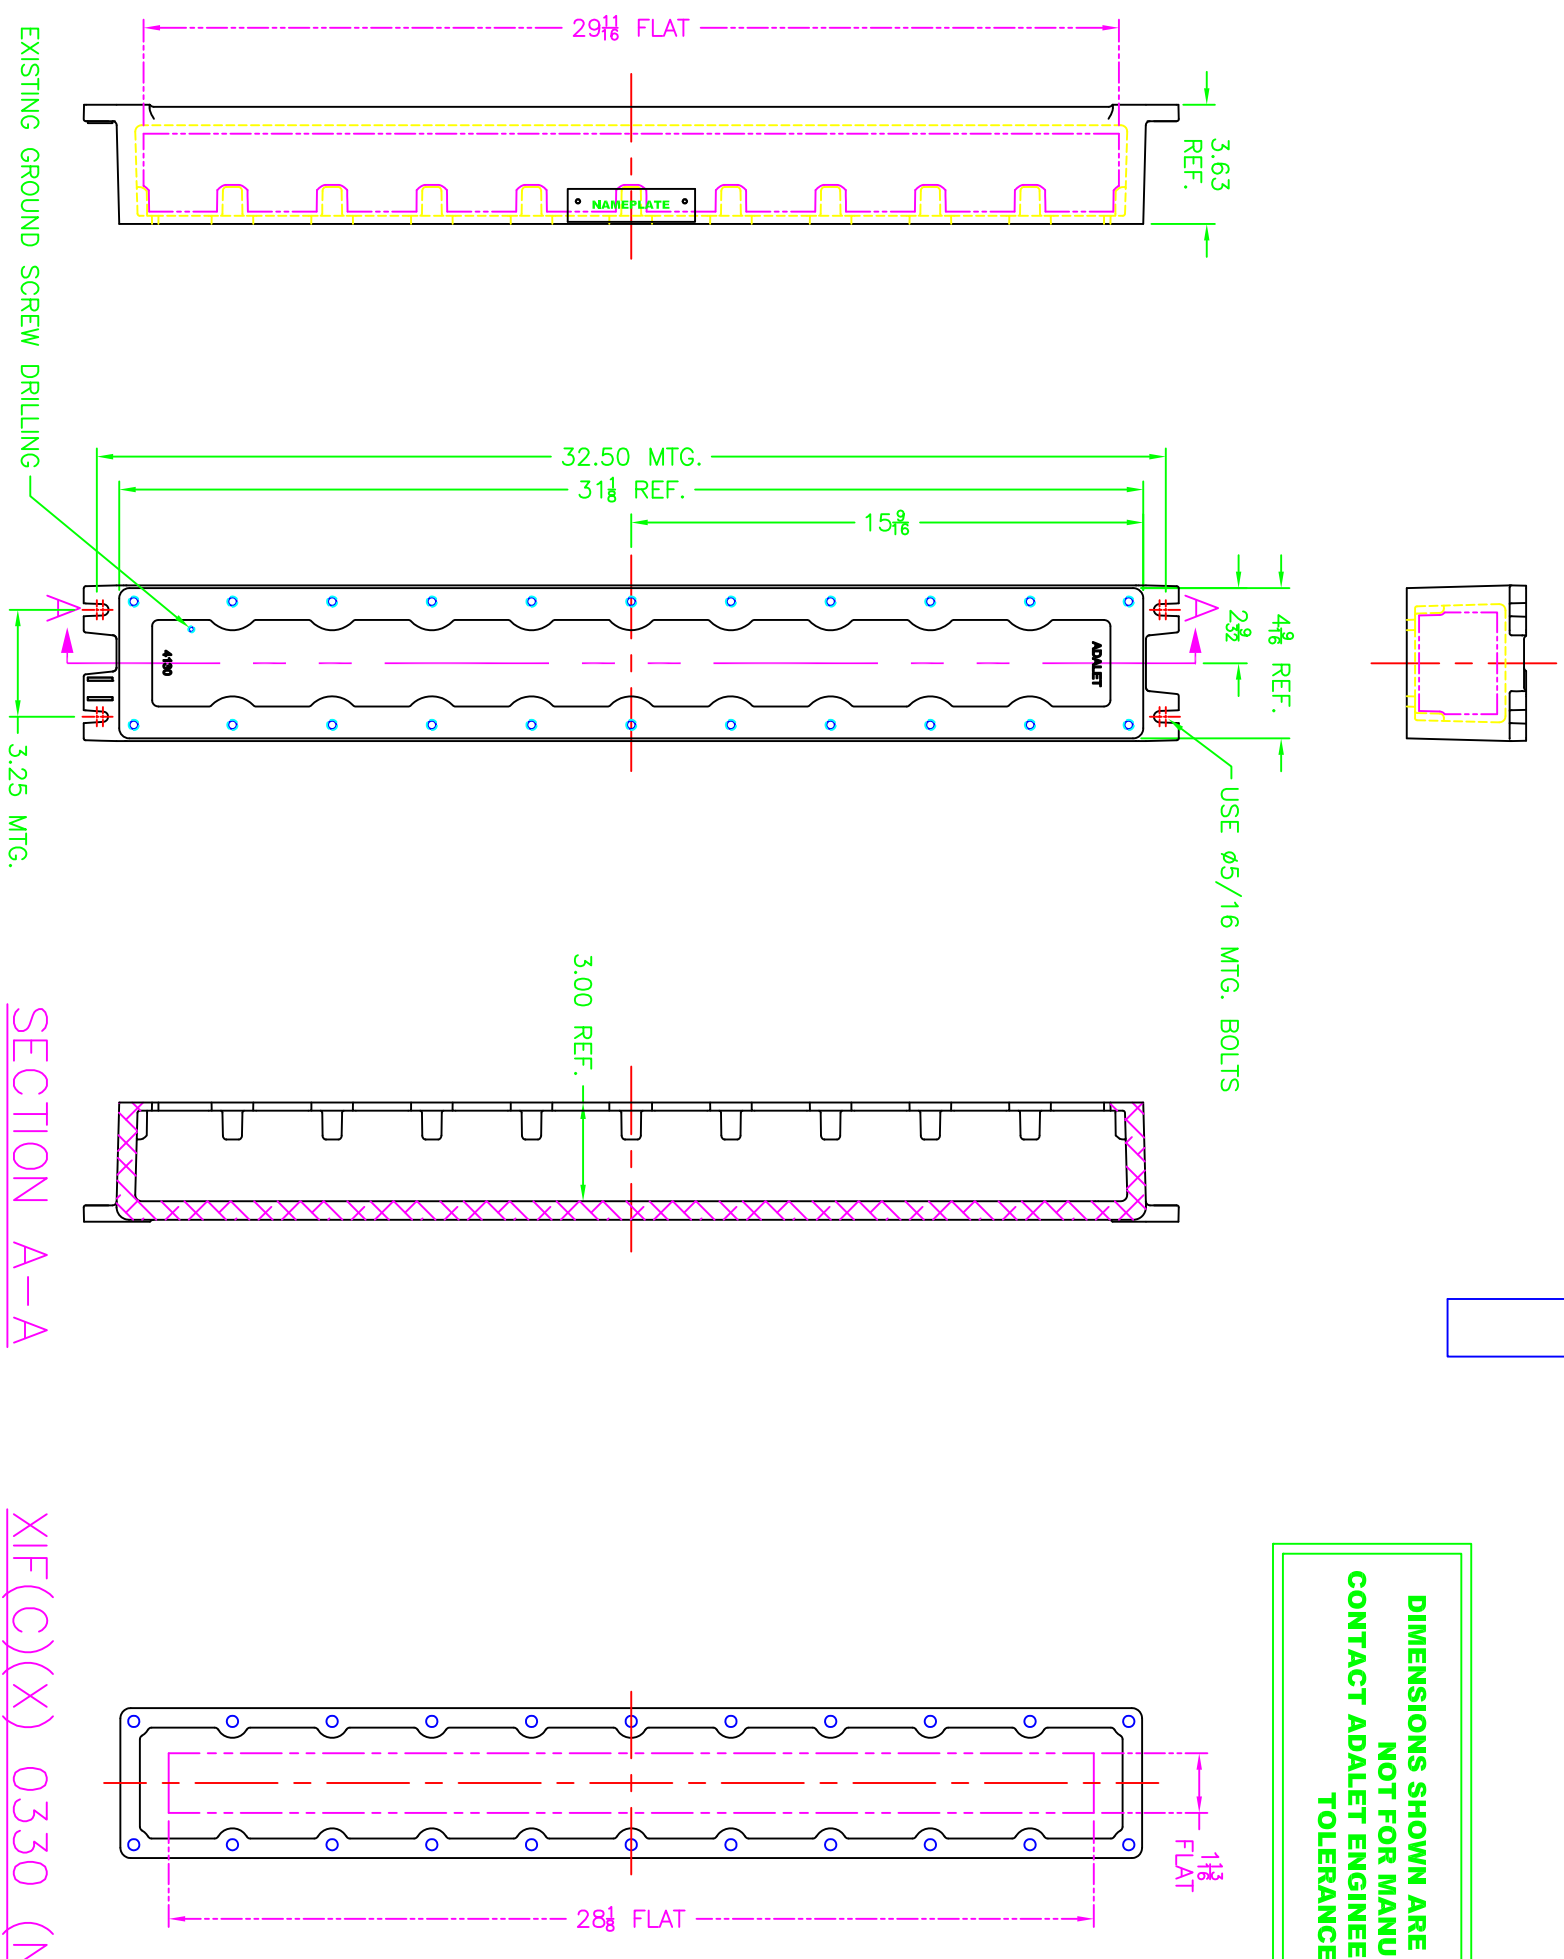 29 11/16 FLAT
3.63
REF.
NAMEPLATE
EXISTING GROUND SCREW DRILLING
32.50 MTG.
31 1/8 REF.
15 9/16
4 9/16 REF.
2 9/32
A
A
4130
ADALET
3.25 MTG.
USE ø5/16 MTG. BOLTS
3.00 REF.
SECTION A-A
DIMENSIONS SHOWN ARE
NOT FOR MANU
CONTACT ADALET ENGINEE
TOLERANCE
1 13/16
FLAT
28 1/8 FLAT
XIF(C)(X) 0330